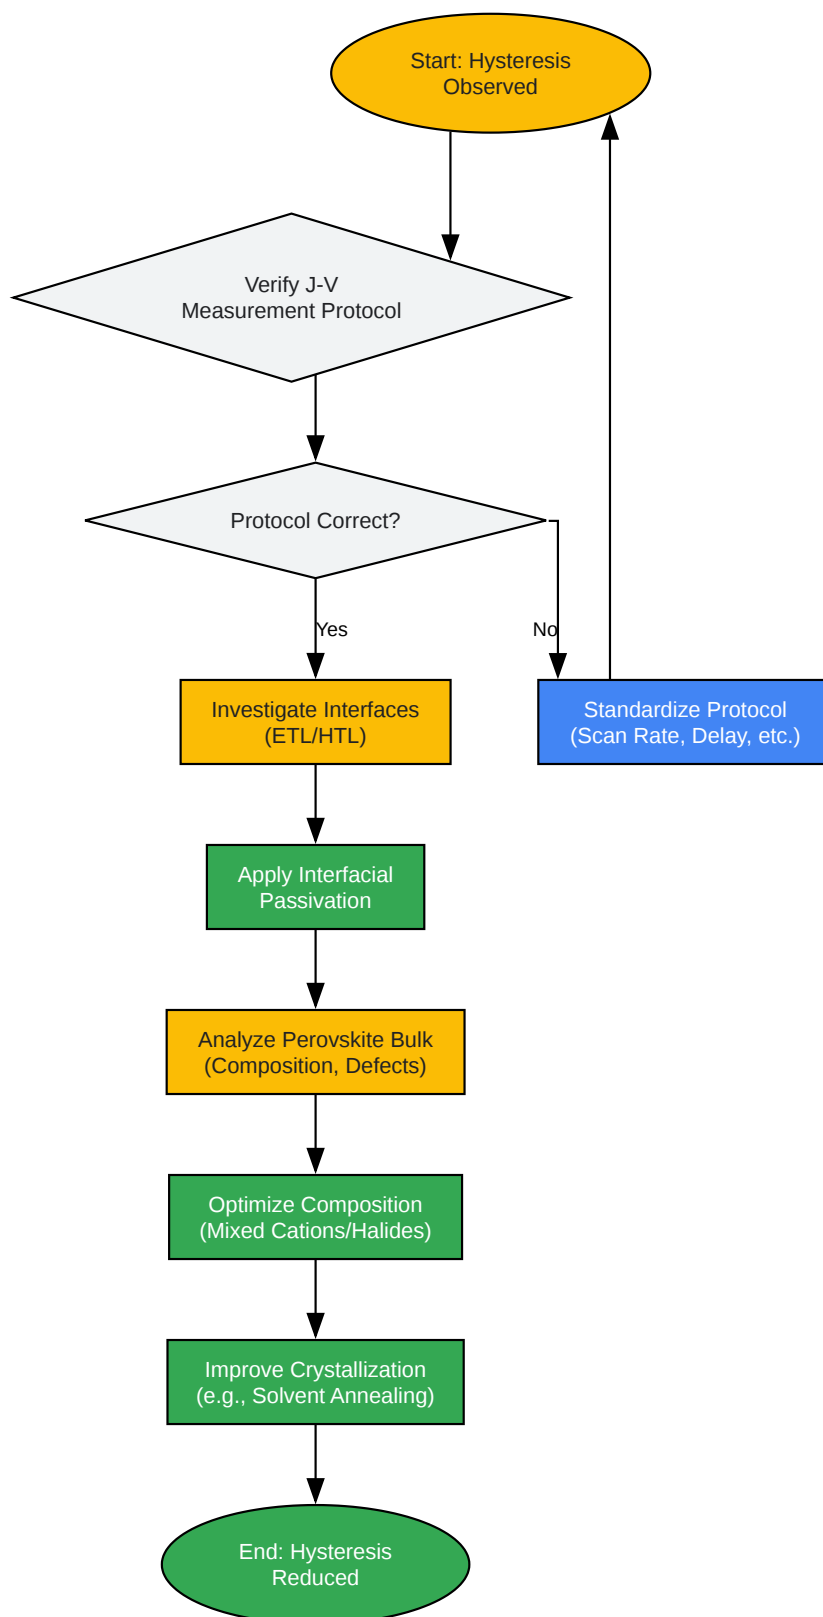 Start: Hysteresis
Observed
Verify J-V
Measurement Protocol
Protocol Correct?
Yes
No
Investigate Interfaces
(ETL/HTL)
Standardize Protocol
(Scan Rate, Delay, etc.)
Apply Interfacial
Passivation
Analyze Perovskite Bulk
(Composition, Defects)
Optimize Composition
(Mixed Cations/Halides)
Improve Crystallization
(e.g., Solvent Annealing)
End: Hysteresis
Reduced